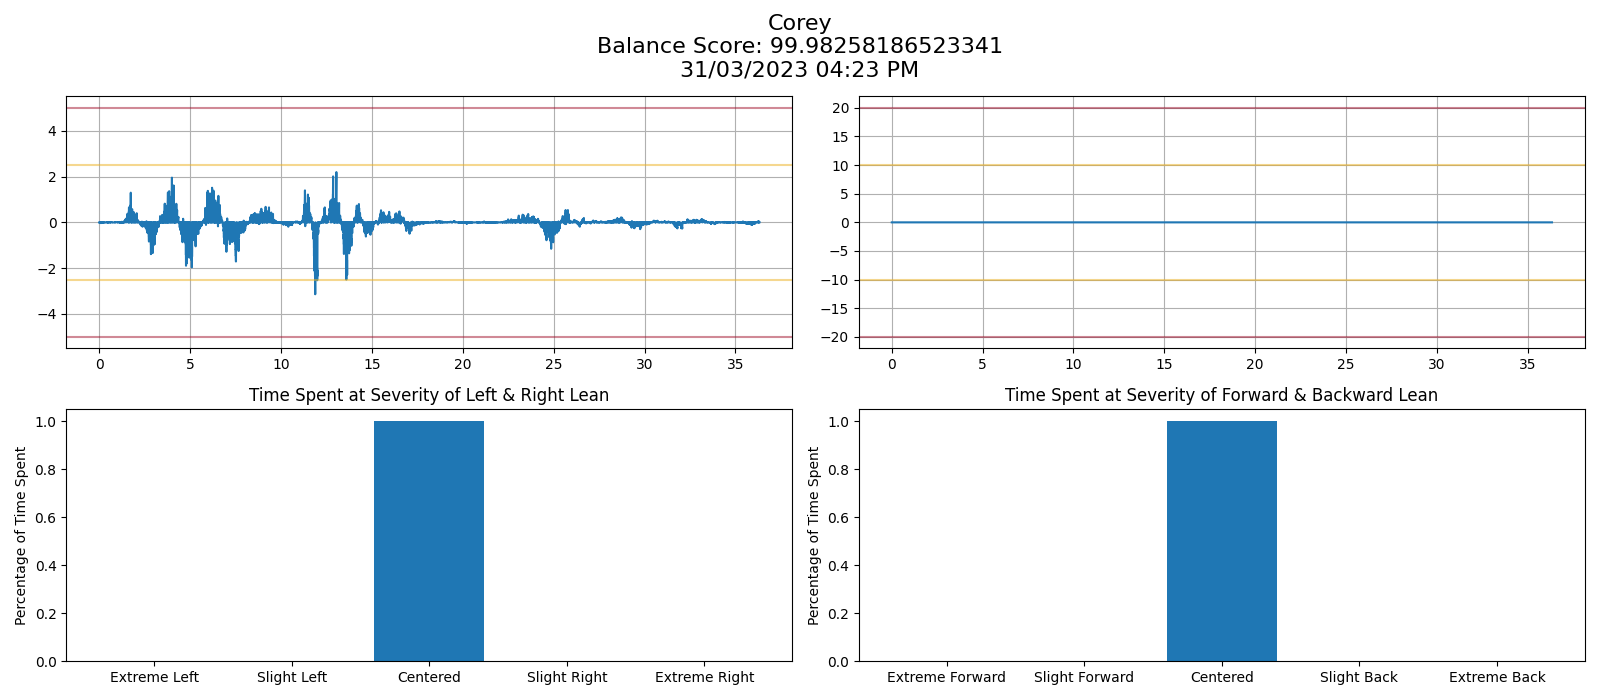 Corey
Balance Score: 99.98258186523341
31/03/2023 04:23 PM
4
2
0
−2
−4
0 5 10 15 20 25 30 35
20
15
10
5
0
−5
−10
−15
−20
0 5 10 15 20 25 30 35
Time Spent at Severity of Left & Right Lean
Percentage of Time Spent
1.0
0.8
0.6
0.4
0.2
0.0
Extreme Left Slight Left Centered Slight Right Extreme Right
Time Spent at Severity of Forward & Backward Lean
Percentage of Time Spent
1.0
0.8
0.6
0.4
0.2
0.0
Extreme Forward Slight Forward Centered Slight Back Extreme Back